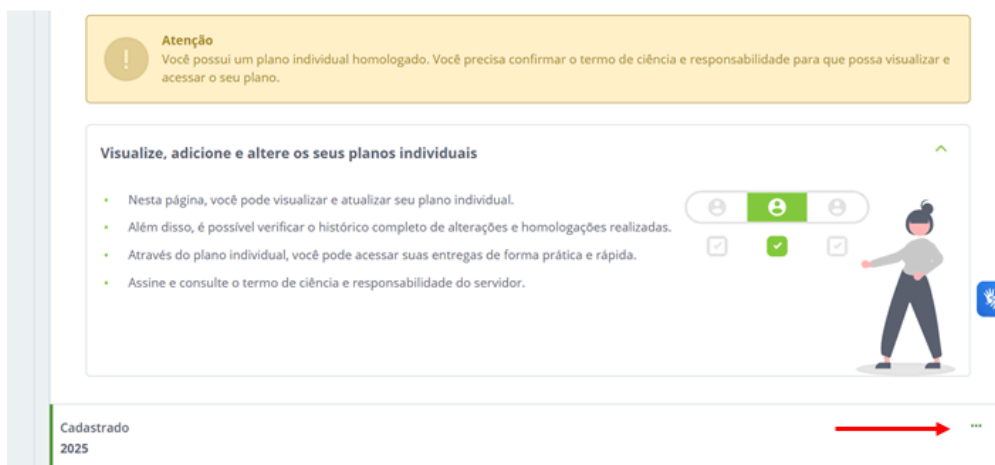 Atenção
Você possui um plano individual homologado. Você precisa confirmar o termo de ciência e responsabilidade para que possa visualizar e
acessar o seu plano.
Visualize, adicione e altere os seus planos individuais
Nesta página, você pode visualizar e atualizar seu plano individual.
Além disso, é possível verificar o histórico completo de alterações e homologações realizadas.
Através do plano individual, você pode acessar suas entregas de forma prática e rápida.
Assine e consulte o termo de ciência e responsabilidade do servidor.
Cadastrado
2025